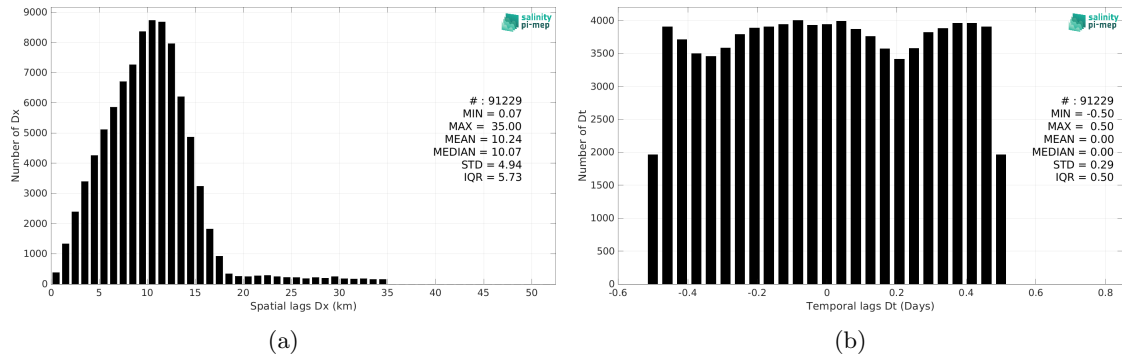 9000
8000
7000
6000
5000
4000
3000
2000
1000
0
Number of Dx
0 5 10 15 20 25 30 35 40 45 50
Spatial lags Dx (km)
salinity
pi-mep
# : 91229
MIN = 0.07
MAX = 35.00
MEAN = 10.24
MEDIAN = 10.07
STD = 4.94
IQR = 5.73
(a)
4000
3500
3000
2500
2000
1500
1000
500
0
Number of Dt
-0.6 -0.4 -0.2 0 0.2 0.4 0.6 0.8
Temporal lags Dt (Days)
salinity
pi-mep
# : 91229
MIN = -0.50
MAX = 0.50
MEAN = 0.00
MEDIAN = 0.00
STD = 0.29
IQR = 0.50
(b)